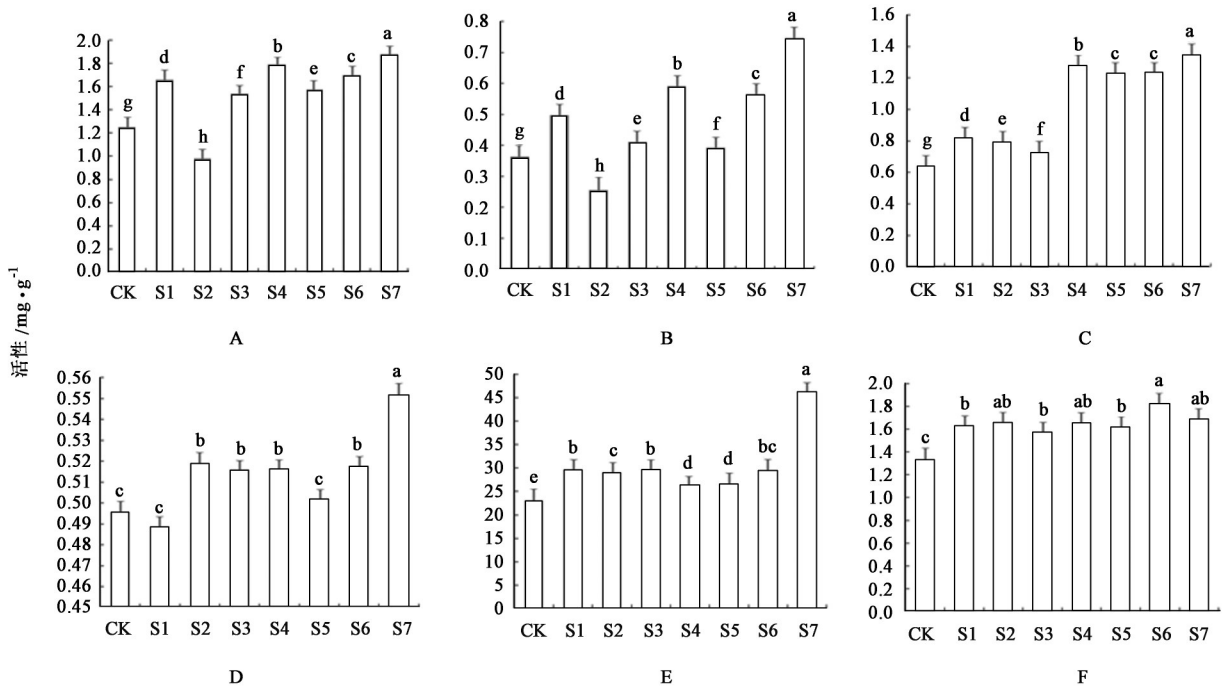 活性/mg•g⁻¹
2.0
1.8
1.6
1.4
1.2
1.0
0.8
0.6
0.4
0.2
0.0
g
d
h
f
b
e
c
a
CK S1 S2 S3 S4 S5 S6 S7
A
0.8
0.7
0.6
0.5
0.4
0.3
0.2
0.1
0.0
g
d
h
e
b
f
c
a
CK S1 S2 S3 S4 S5 S6 S7
B
1.6
1.4
1.2
1.0
0.8
0.6
0.4
0.2
0.0
g
d
e
f
b
c
c
a
CK S1 S2 S3 S4 S5 S6 S7
C
0.56
0.55
0.54
0.53
0.52
0.51
0.50
0.49
0.48
0.47
0.46
0.45
c
c
b
b
b
c
b
a
CK S1 S2 S3 S4 S5 S6 S7
D
50
45
40
35
30
25
20
15
10
5
0
e
b
c
b
d
d
bc
a
CK S1 S2 S3 S4 S5 S6 S7
E
2.0
1.8
1.6
1.4
1.2
1.0
0.8
0.6
0.4
0.2
0.0
c
b
ab
b
ab
b
a
ab
CK S1 S2 S3 S4 S5 S6 S7
F